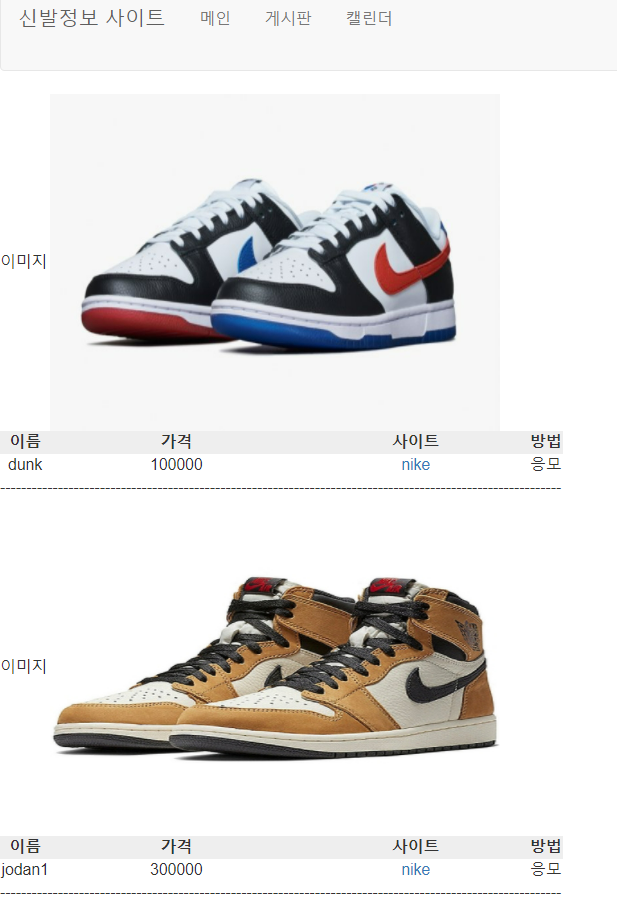 신발정보 사이트 메인 게시판 캘린더
이미지
이름 가격 사이트 방법
dunk 100000 nike 응모
이미지
이름 가격 사이트 방법
jodan1 300000 nike 응모